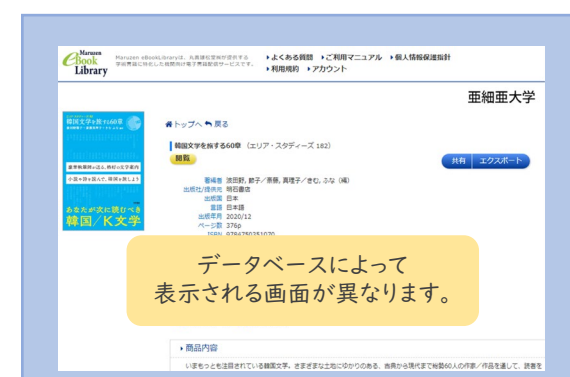 Maruzen
eBook
Library
Maruzen eBookLibraryは、丸善雄松堂が提供する
学術書籍に特化した機関向け電子書籍配信サービスです。
よくある質問 ご利用マニュアル 個人情報保護指針
利用規約 アカウント
亜細亜大学
トップへ 戻る
韓国文学を旅する60章 (エリア・スタディーズ 182)
閲覧
共有 エクスポート
韓国文学を旅する60章
あなたが次に読むべき
韓国/K文学
著編者 波田野, 節子/斎藤, 真理子/きむ, ふな (編)
出版社/提供元 明石書店
出版国 日本
言語 日本語
出版年月 2020/12
ページ数 376p
ISBN 9784750351070
データベースによって
表示される画面が異なります。
商品内容
いまもっとも注目されている韓国文学。さまざまな土地にゆかりのある、古典から現代まで総勢60人の作家/作品を通して、読者を